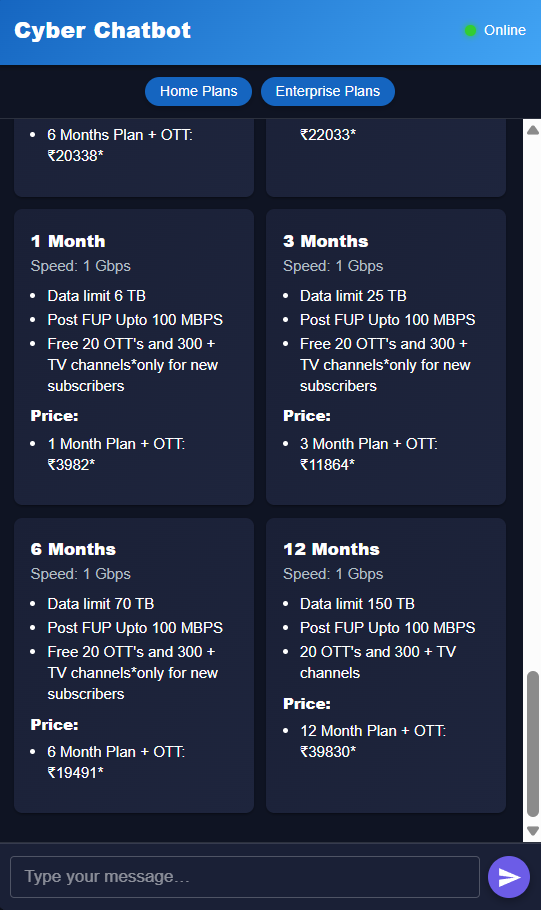 Cyber Chatbot
Online
Home Plans
Enterprise Plans
6 Months Plan + OTT:
₹20338*
₹22033*
1 Month
Speed: 1 Gbps
Data limit 6 TB
Post FUP Upto 100 MBPS
Free 20 OTT's and 300 +
TV channels*only for new
subscribers
Price:
1 Month Plan + OTT:
₹3982*
3 Months
Speed: 1 Gbps
Data limit 25 TB
Post FUP Upto 100 MBPS
Free 20 OTT's and 300 +
TV channels*only for new
subscribers
Price:
3 Month Plan + OTT:
₹11864*
6 Months
Speed: 1 Gbps
Data limit 70 TB
Post FUP Upto 100 MBPS
Free 20 OTT's and 300 +
TV channels*only for new
subscribers
Price:
6 Month Plan + OTT:
₹19491*
12 Months
Speed: 1 Gbps
Data limit 150 TB
Post FUP Upto 100 MBPS
20 OTT's and 300 + TV
channels
Price:
12 Month Plan + OTT:
₹39830*
Type your message...